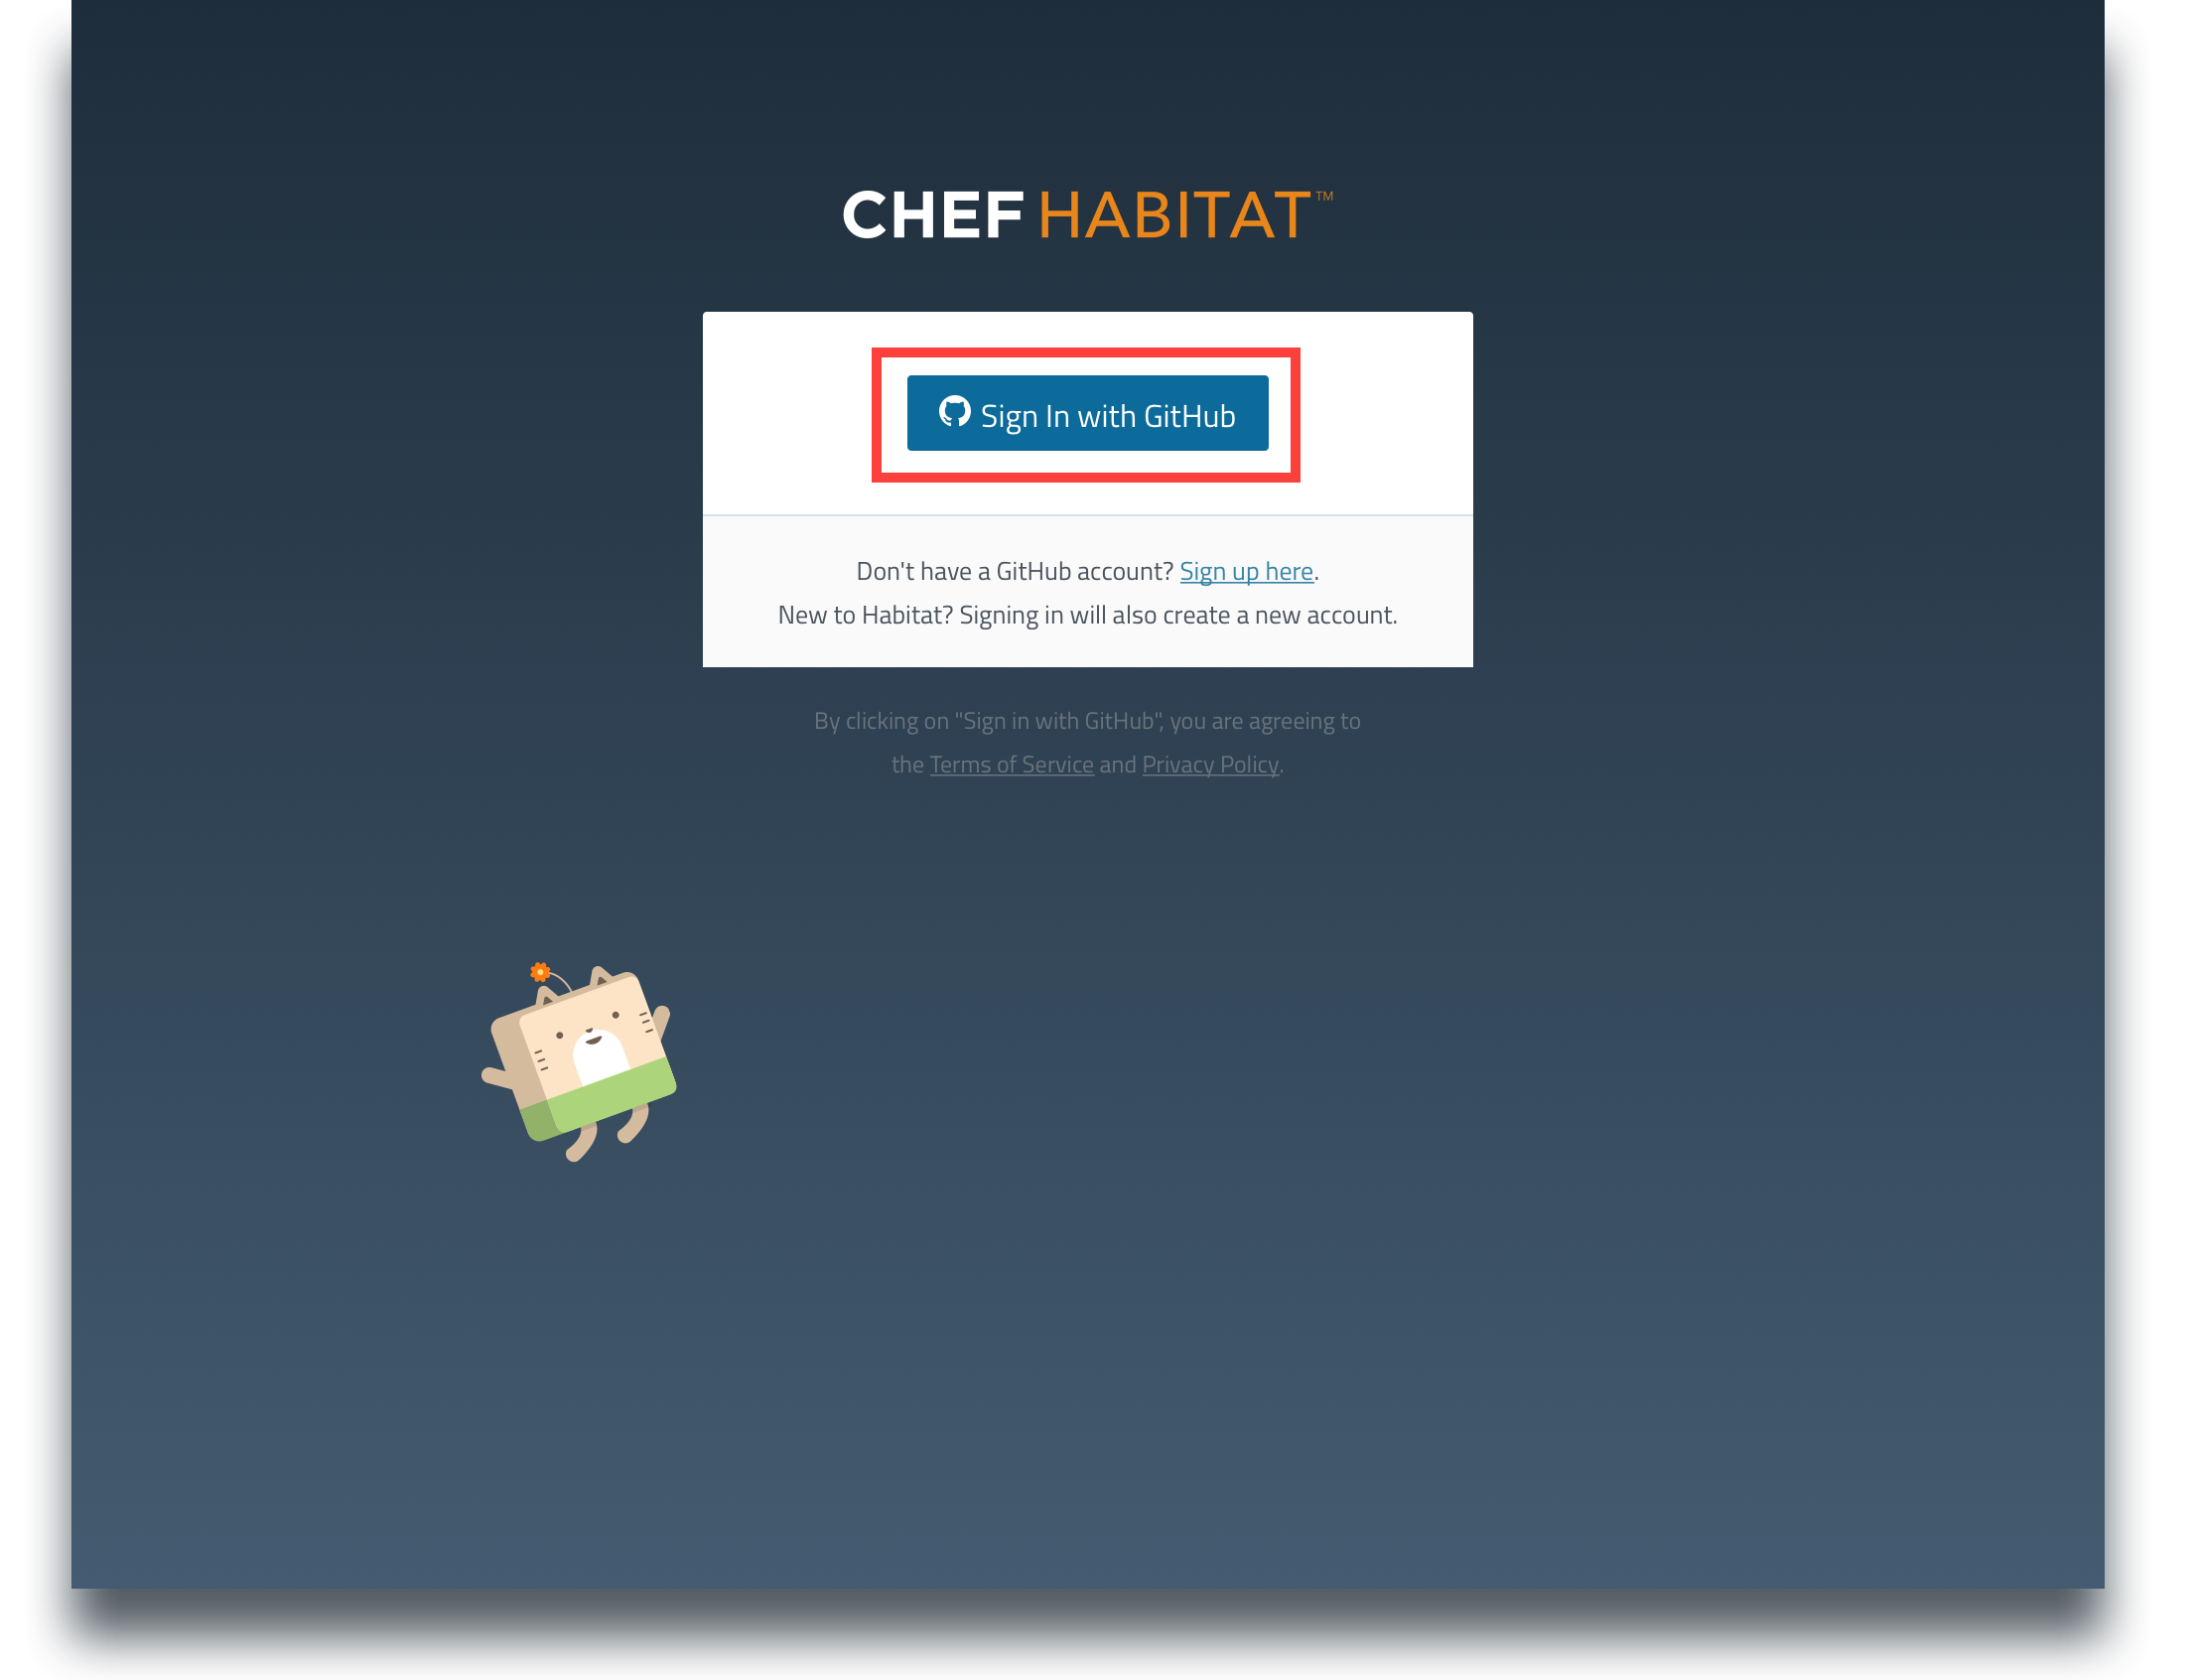 CHEF HABITAT™
Sign In with GitHub
Don't have a GitHub account? Sign up here.
New to Habitat? Signing in will also create a new account.
By clicking on "Sign in with GitHub", you are agreeing to
the Terms of Service and Privacy Policy.